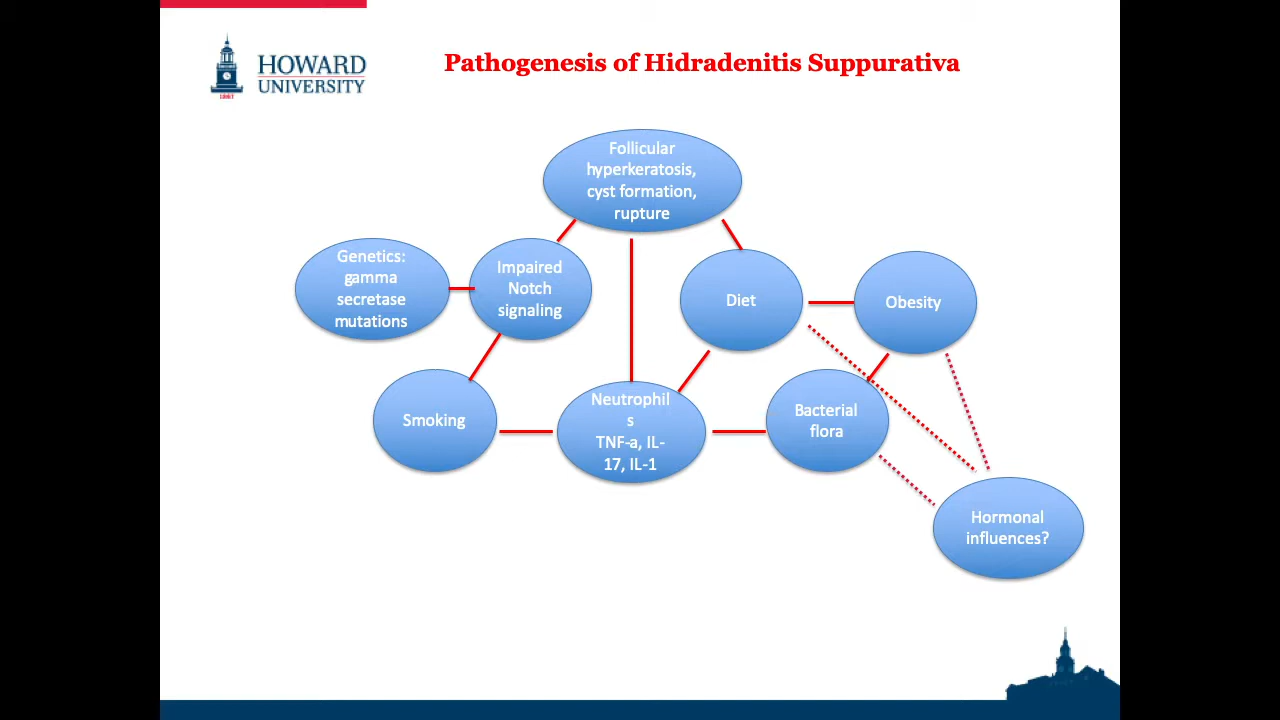 HOWARD
UNIVERSITY
1867
Pathogenesis of Hidradenitis Suppurativa
Follicular
hyperkeratosis,
cyst formation,
rupture
Genetics:
gamma
secretase
mutations
Impaired
Notch
signaling
Diet
Obesity
Smoking
Neutrophil
s
TNF-a, IL-
17, IL-1
Bacterial
flora
Hormonal
influences?